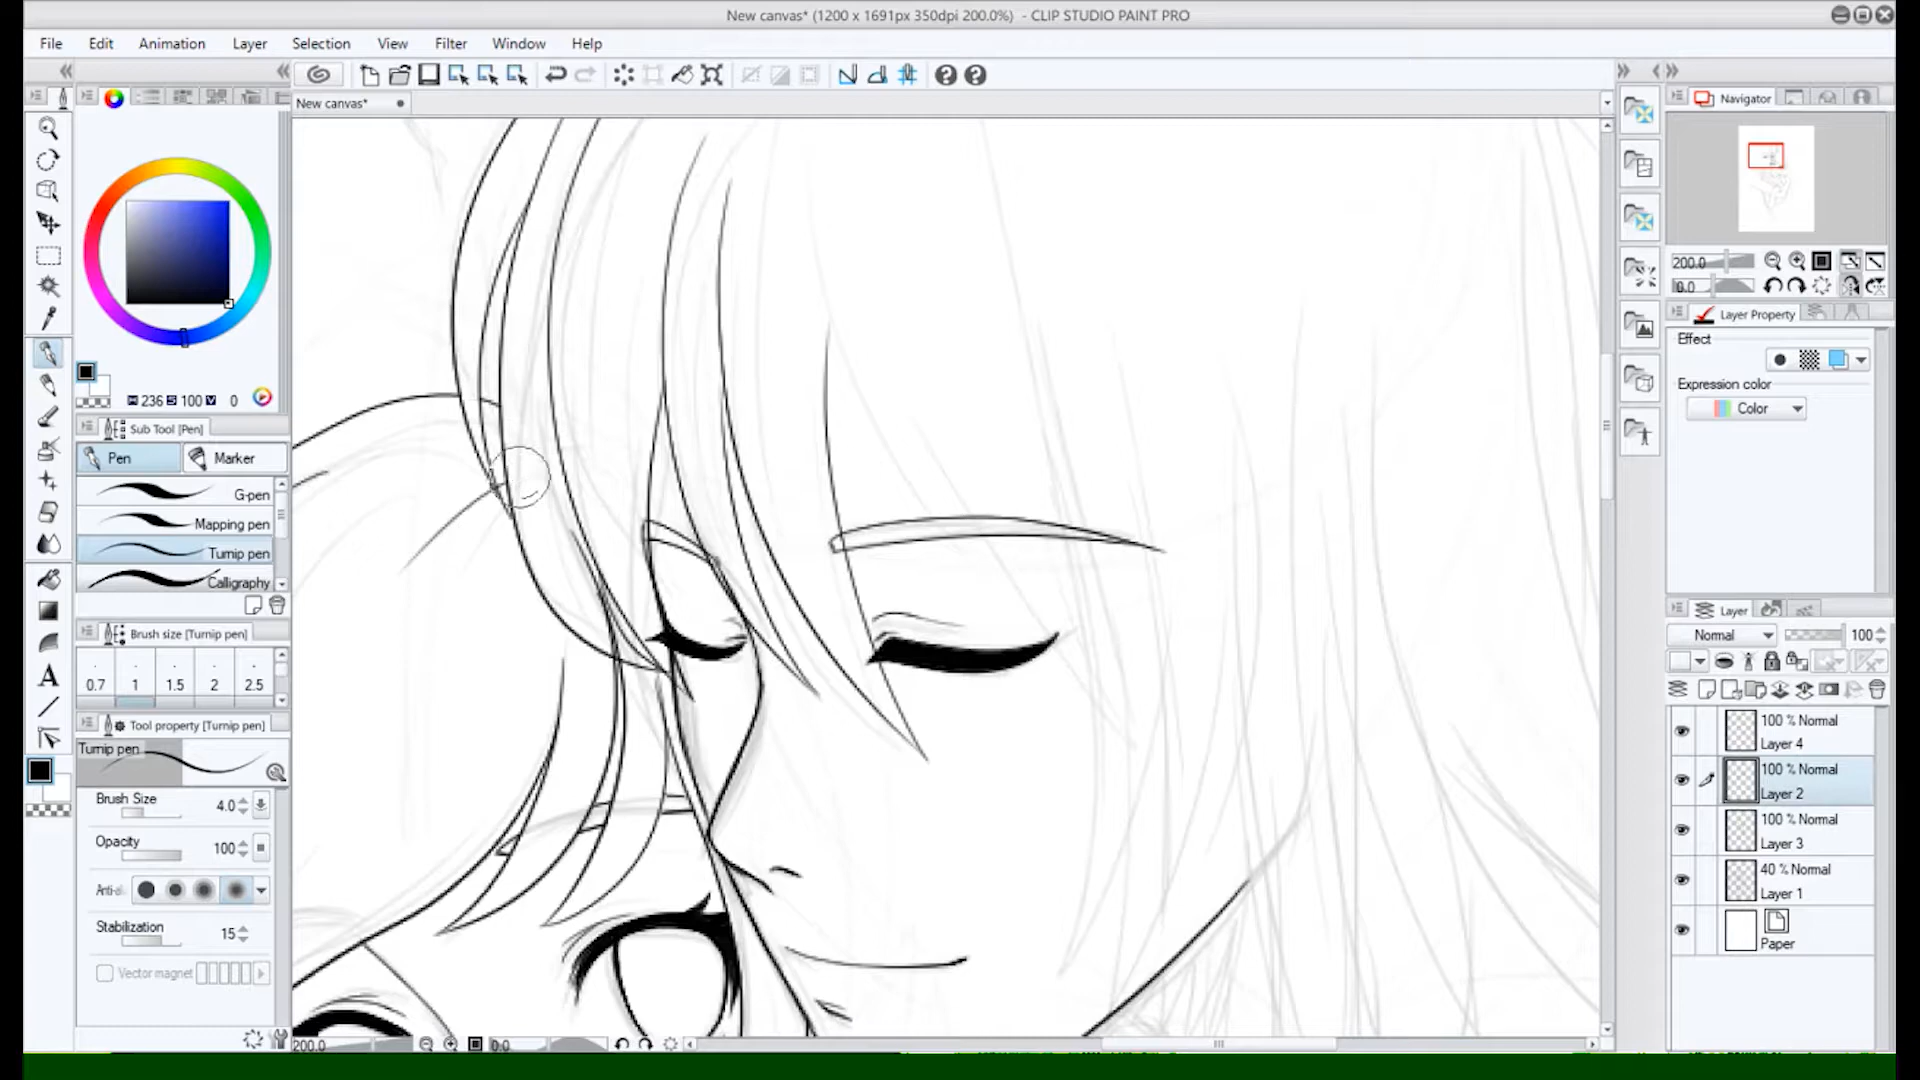 New canvas* (1200 x 1691px 350dpi 200.0%) - CLIP STUDIO PAINT PRO
File Edit Animation Layer Selection View Filter Window Help
New canvas*
Navigator
200.0
0.0
Layer Property
Effect
Expression color
Color
H 236 S 100 V 0
Sub Tool [Pen]
Pen Marker
G-pen
Mapping pen
Turnip pen
Calligraphy
Brush size [Turnip pen]
0.7 1 1.5 2 2.5
Tool property [Turnip pen]
Turnip pen
Brush Size 4.0
Opacity 100
Anti-al
Stabilization 15
Vector magnet
200.0 0.0
Layer
Normal 100
100 % Normal
Layer 4
100 % Normal
Layer 2
100 % Normal
Layer 3
40 % Normal
Layer 1
Paper